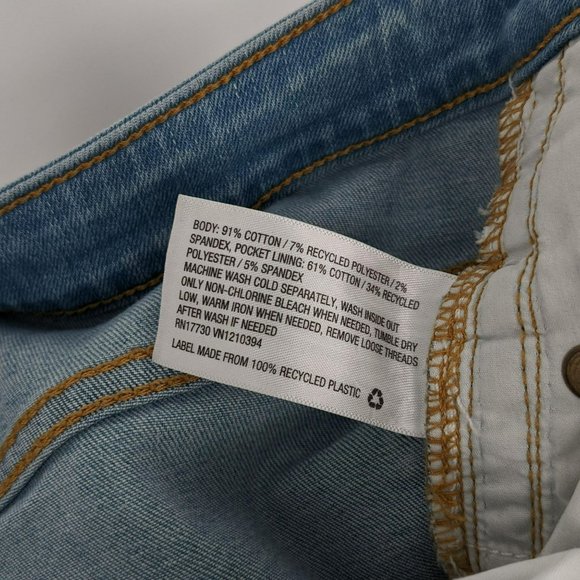 BODY: 91% COTTON / 7% RECYCLED POLYESTER / 2%
SPANDEX, POCKET LINING: 61% COTTON / 34% RECYCLED
POLYESTER / 5% SPANDEX
MACHINE WASH COLD SEPARATELY, WASH INSIDE OUT
ONLY NON-CHLORINE BLEACH WHEN NEEDED, TUMBLE DRY
LOW, WARM IRON WHEN NEEDED, REMOVE LOOSE THREADS
AFTER WASH IF NEEDED
RN17730 VN1210394
LABEL MADE FROM 100% RECYCLED PLASTIC